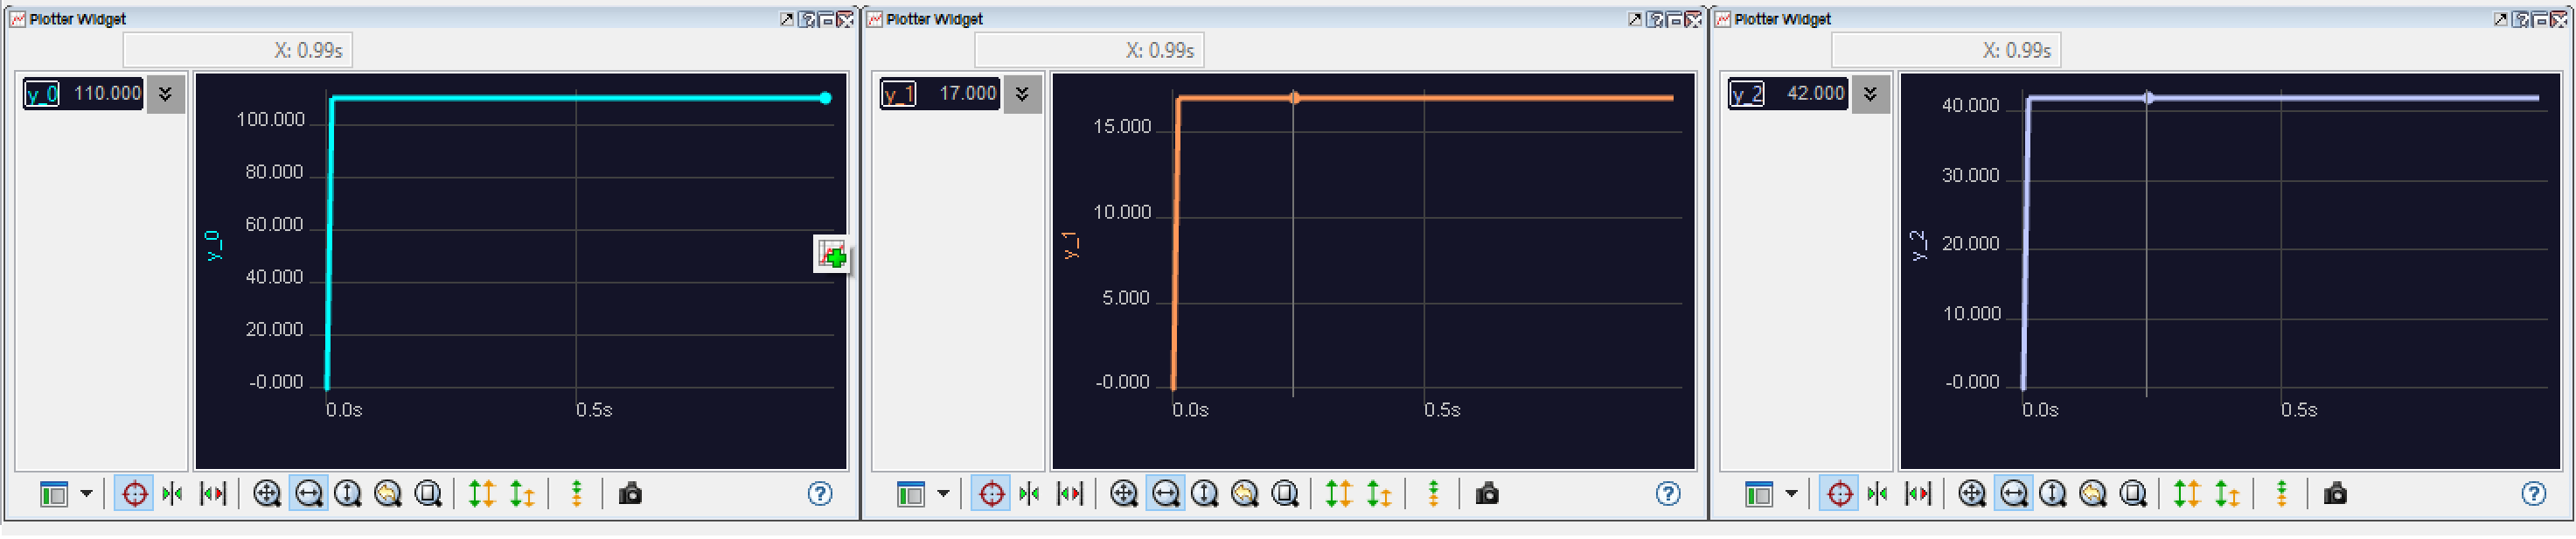 Plotter Widget
X: 0.99s
y_0 110.000
100.000
80.000
60.000
40.000
20.000
-0.000
y_0
0.0s 0.5s
Plotter Widget
X: 0.99s
y_1 17.000
15.000
10.000
5.000
-0.000
y_1
0.0s 0.5s
Plotter Widget
X: 0.99s
y_2 42.000
40.000
30.000
20.000
10.000
-0.000
y_2
0.0s 0.5s